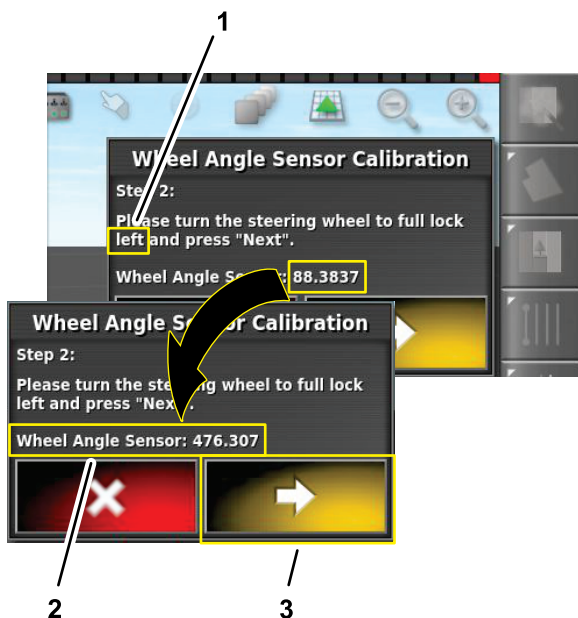 1
Wheel Angle Sensor Calibration
Step 2:
Please turn the steering wheel to full lock
left and press "Next".
Wheel Angle Sensor: 88.3837
Wheel Angle Sensor Calibration
Step 2:
Please turn the steering wheel to full lock
left and press "Next".
Wheel Angle Sensor: 476.307
2
3